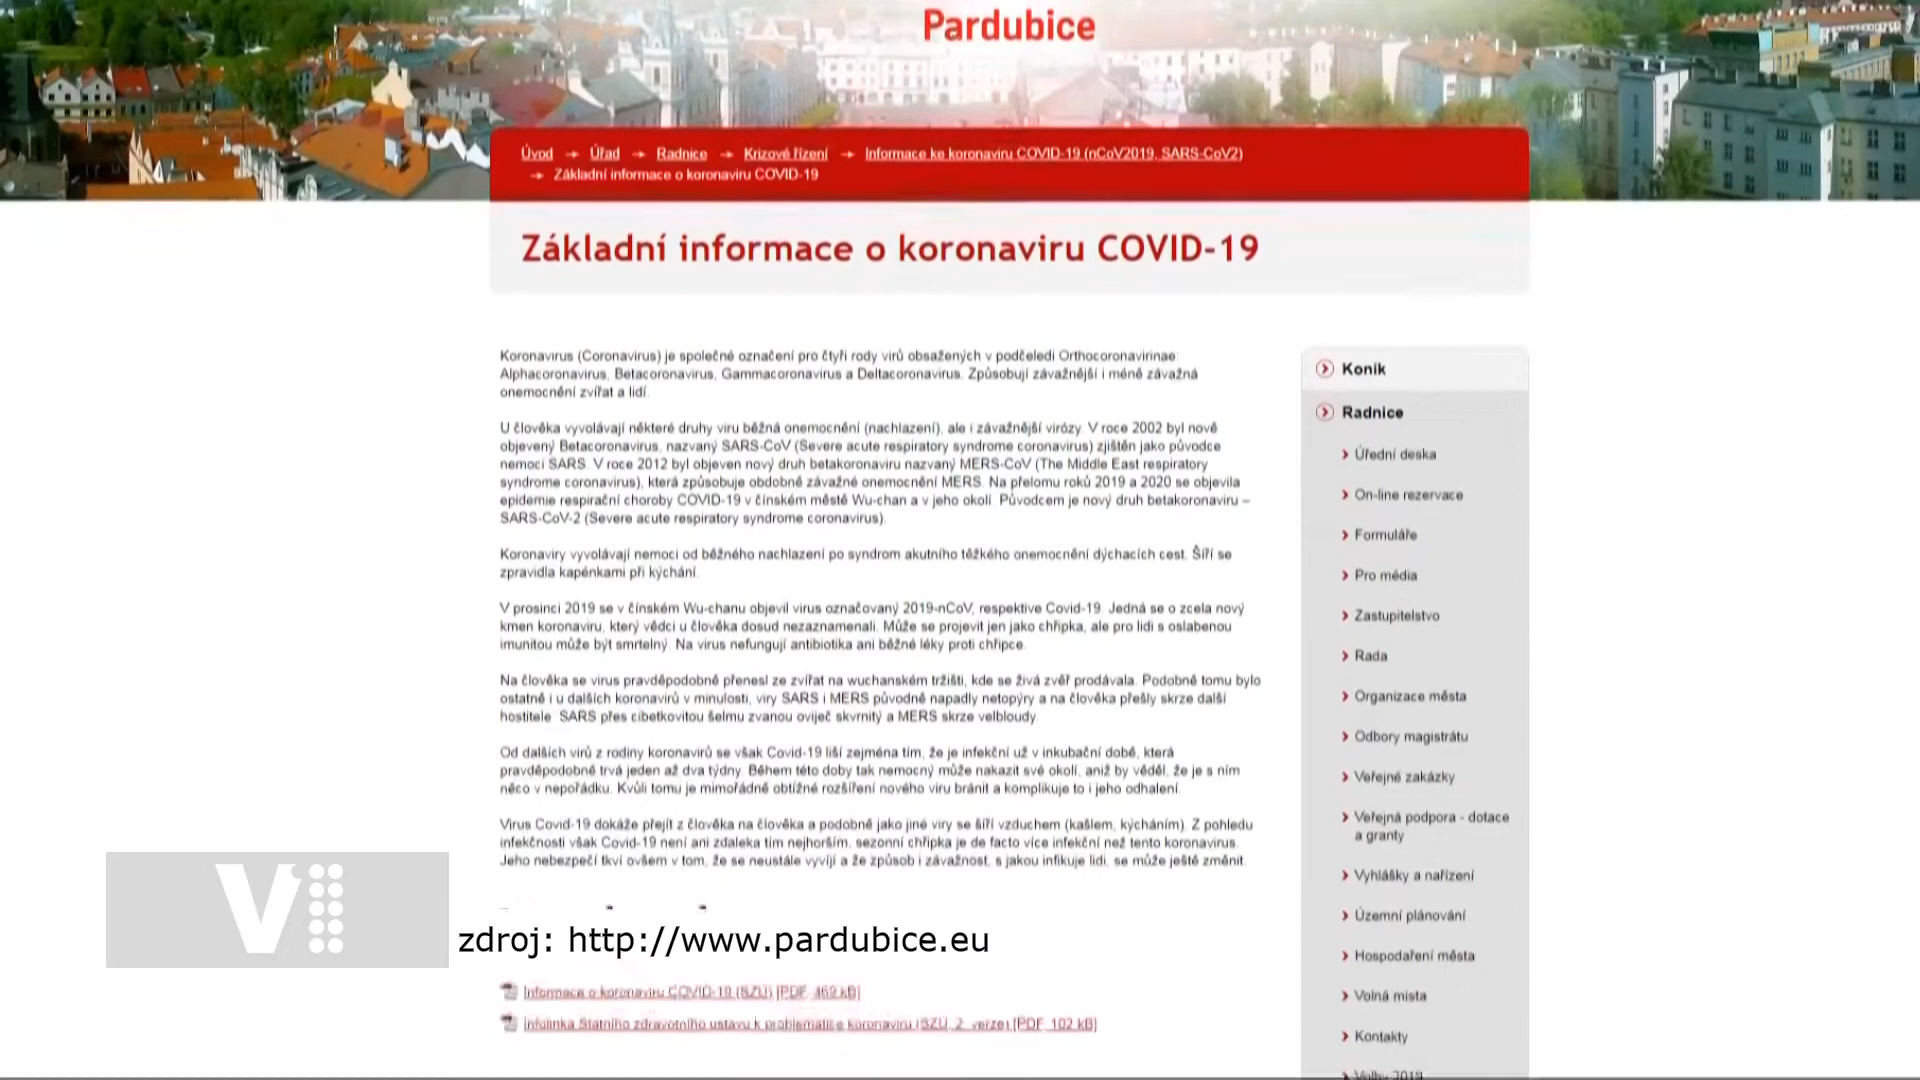 Pardubice
Úvod → Úřad → Radnice → Krizové řízení → Informace ke koronaviru COVID-19 (nCoV2019, SARS-CoV2)
→ Základní informace o koronaviru COVID-19
Základní informace o koronaviru COVID-19
Koronavirus (Coronavirus) je společné označení pro čtyři rody virů obsažených v podčeledi Orthocoronavirinae:
Alphacoronavirus, Betacoronavirus, Gammacoronavirus a Deltacoronavirus. Způsobují závažnější i méně závažná
onemocnění zvířat a lidí.
U člověka vyvolávají některé druhy viru běžná onemocnění (nachlazení), ale i závažnější virózy. V roce 2002 byl nově
objevený Betacoronavirus, nazvaný SARS-CoV (Severe acute respiratory syndrome coronavirus) zjištěn jako původce
nemoci SARS. V roce 2012 byl objeven nový druh betakoronaviru nazvaný MERS-CoV (The Middle East respiratory
syndrome coronavirus), která způsobuje obdobně závažné onemocnění MERS. Na přelomu roků 2019 a 2020 se objevila
epidemie respirační choroby COVID-19 v čínském městě Wu-chan a v jeho okolí. Původcem je nový druh betakoronaviru –
SARS-CoV-2 (Severe acute respiratory syndrome coronavirus).
Koronaviry vyvolávají nemoci od běžného nachlazení po syndrom akutního těžkého onemocnění dýchacích cest. Šíří se
zpravidla kapénkami při kýchání.
V prosinci 2019 se v čínském Wu-chanu objevil virus označovaný 2019-nCoV, respektive Covid-19. Jedná se o zcela nový
kmen koronaviru, který vědci u člověka dosud nezaznamenali. Může se projevit jen jako chřipka, ale pro lidi s oslabenou
imunitou může být smrtelný. Na virus nefungují antibiotika ani běžné léky proti chřipce.
Na člověka se virus pravděpodobně přenesl ze zvířat na wuchanském tržišti, kde se živá zvěř prodávala. Podobně tomu bylo
ostatně i u dalších koronavirů v minulosti, viry SARS i MERS původně napadly netopýry a na člověka přešly skrze další
hostitele. SARS přes cibetkovitou šelmu zvanou oviječ skvrnitý a MERS skrze velbloudy.
Od dalších virů z rodiny koronavirů se však Covid-19 liší zejména tím, že je infekční už v inkubační době, která
pravděpodobně trvá jeden až dva týdny. Během této doby tak nemocný může nakazit své okolí, aniž by věděl, že je s ním
něco v nepořádku. Kvůli tomu je mimořádně obtížné rozšíření nového viru bránit a komplikuje to i jeho odhalení.
Virus Covid-19 dokáže přejít z člověka na člověka a podobně jako jiné viry se šíří vzduchem (kašlem, kýcháním). Z pohledu
infekčnosti však Covid-19 není ani zdaleka tím nejhorším, sezonní chřipka je de facto více infekční než tento koronavirus.
Jeho nebezpečí tkví ovšem v tom, že se neustále vyvíjí a že způsob i závažnost, s jakou infikuje lidi, se může ještě změnit.
V
zdroj: http://www.pardubice.eu
Informace o koronaviru COVID-19 (SZÚ) [PDF, 469 kB]
Infolinka Státního zdravotního ústavu k problematice koronaviru (SZÚ, 2. verze) [PDF, 102 kB]
Koník
Radnice
Úřední deska
On-line rezervace
Formuláře
Pro média
Zastupitelstvo
Rada
Organizace města
Odbory magistrátu
Veřejné zakázky
Veřejná podpora - dotace
a granty
Vyhlášky a nařízení
Územní plánování
Hospodaření města
Volná místa
Kontakty
Volby 2019